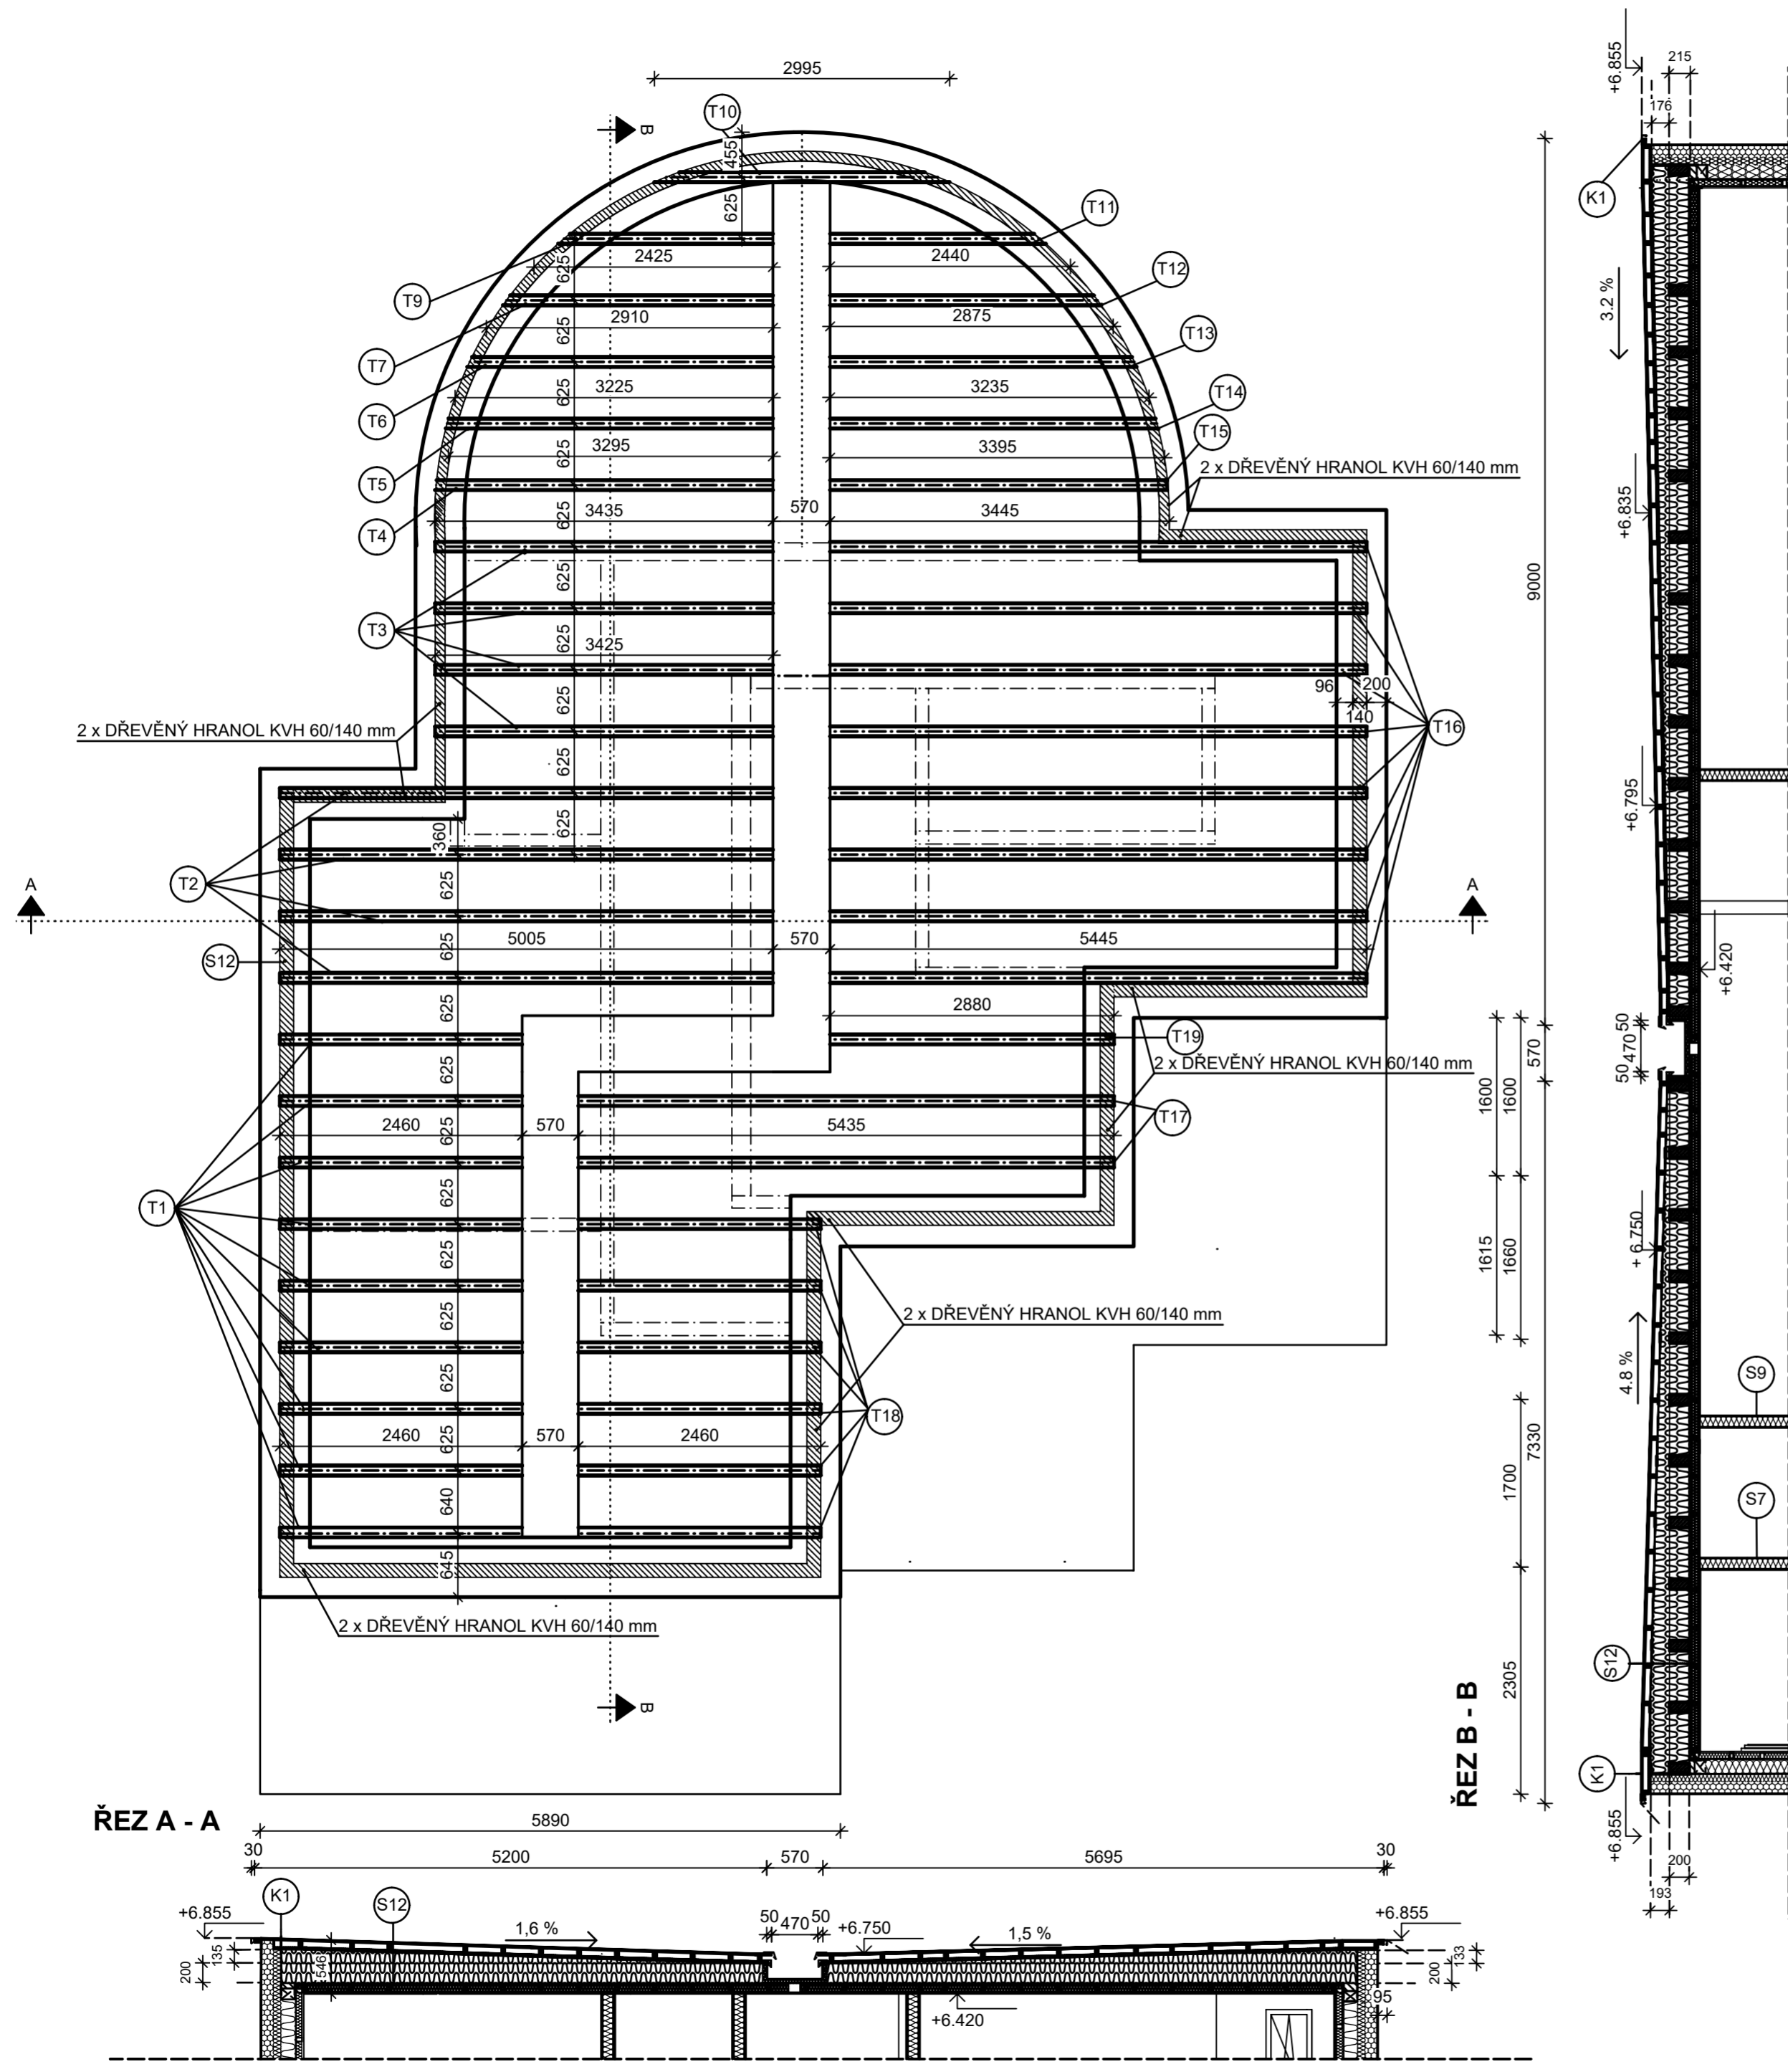 2995
T10
455
625
B
T11
T9
2425
2440
625
T12
T7
2910
2875
625
T13
T6
3225
3235
625
T14
T5
3295
3395
625
T15
2 x DŘEVĚNÝ HRANOL KVH 60/140 mm
T4
3435
570
3445
625
625
T3
625
3425
625
96
200
140
T16
2 x DŘEVĚNÝ HRANOL KVH 60/140 mm
625
625
360
T2
625
A
A
5005
570
5445
S12
625
625
2880
T19
2 x DŘEVĚNÝ HRANOL KVH 60/140 mm
625
T17
2460
570
5435
625
T1
625
625
2 x DŘEVĚNÝ HRANOL KVH 60/140 mm
625
625
T18
2460
570
2460
625
640
645
2 x DŘEVĚNÝ HRANOL KVH 60/140 mm
B
+6.855
215
176
K1
3.2 %
+6.835
9000
+6.795
+6.420
50
470
50
570
1600
1600
+ 6.750
1615
1660
4.8 %
S9
7330
1700
S7
S12
2305
ŘEZ B - B
K1
+6.855
200
193
ŘEZ A - A
5890
30
5200
570
5695
30
K1
S12
+6.855
1,6 %
50
470
50
+6.750
1,5 %
+6.855
135
200
546
133
200
95
+6.420